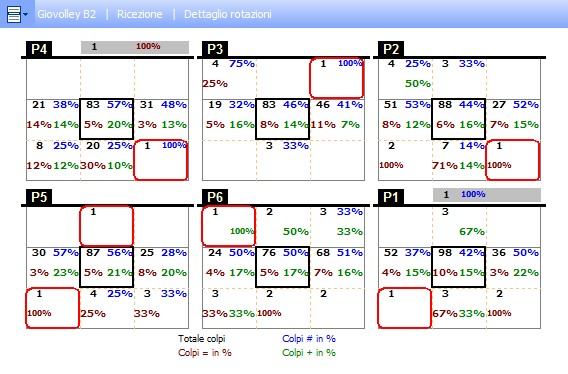 Giovolley B2 | Ricezione | Dettaglio rotazioni
P4 1 100% P3 P2
4 75% 1 100% 4 25% 3 33%
25% 50%
21 38% 83 57% 31 48% 19 32% 83 46% 46 41% 51 53% 88 44% 27 52%
14% 14% 5% 20% 3% 13% 5% 16% 8% 14% 11% 7% 8% 12% 6% 16% 7% 15%
8 25% 20 25% 1 100% 3 33% 2 7 14% 1
12% 12% 30% 10% 100% 71% 14% 100%
P5 P6 P1 1 100%
1 1 2 3 33% 3
100% 50% 33% 67%
30 57% 87 56% 25 28% 24 50% 76 50% 68 51% 52 37% 98 42% 36 50%
3% 23% 5% 21% 8% 20% 4% 17% 5% 17% 7% 16% 4% 15% 10% 15% 3% 22%
1 4 25% 3 33% 3 2 2 1 3 33% 2
100% 25% 33% 33% 33% 100% 100% 67% 33% 100%
Totale colpi Colpi # in %
Colpi = in % Colpi + in %